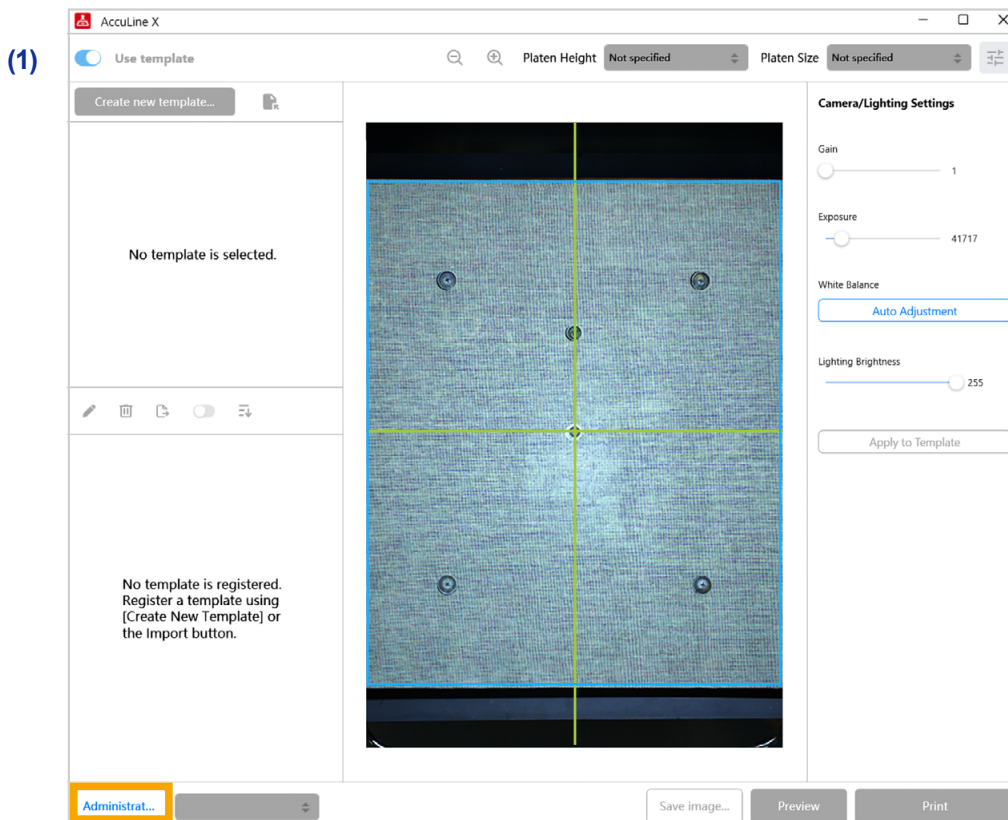 AccuLine X
(1)
Use template
Platen Height Not specified Platen Size Not specified
Create new template...
Camera/Lighting Settings
Gain
1
Exposure
41717
No template is selected.
White Balance
Auto Adjustment
Lighting Brightness
255
Apply to Template
No template is registered.
Register a template using
[Create New Template] or
the Import button.
Administrat...
Save image... Preview Print